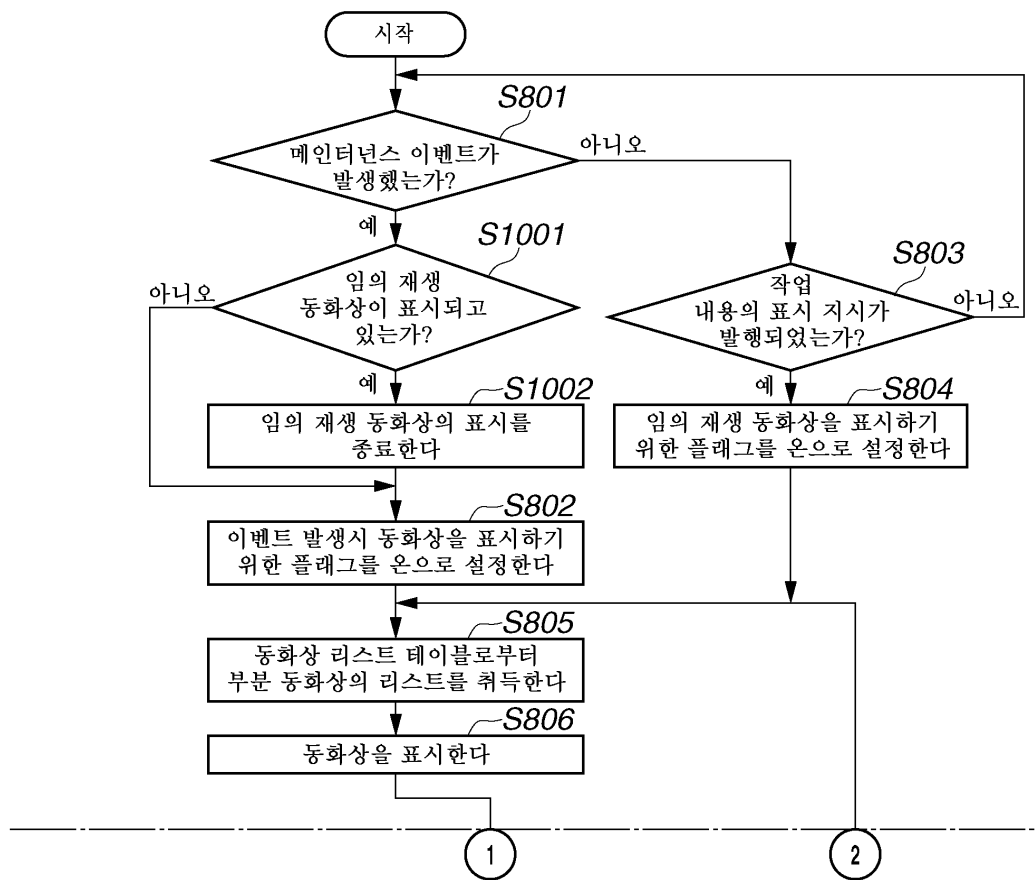 시작
S801
메인터넌스 이벤트가
발생했는가?
아니오
예
S1001
임의 재생
동화상이 표시되고
있는가?
아니오
예
S803
작업
내용의 표시 지시가
발행되었는가?
아니오
예
S1002
임의 재생 동화상의 표시를
종료한다
S804
임의 재생 동화상을 표시하기
위한 플래그를 온으로 설정한다
S802
이벤트 발생시 동화상을 표시하기
위한 플래그를 온으로 설정한다
S805
동화상 리스트 테이블로부터
부분 동화상의 리스트를 취득한다
S806
동화상을 표시한다
1
2